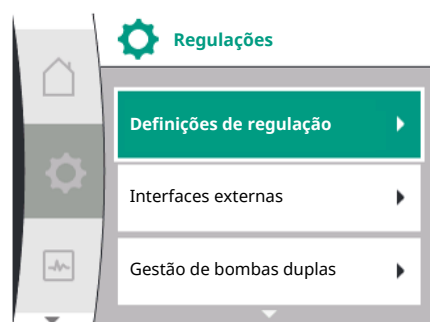 Regulações
Definições de regulação
Interfaces externas
Gestão de bombas duplas